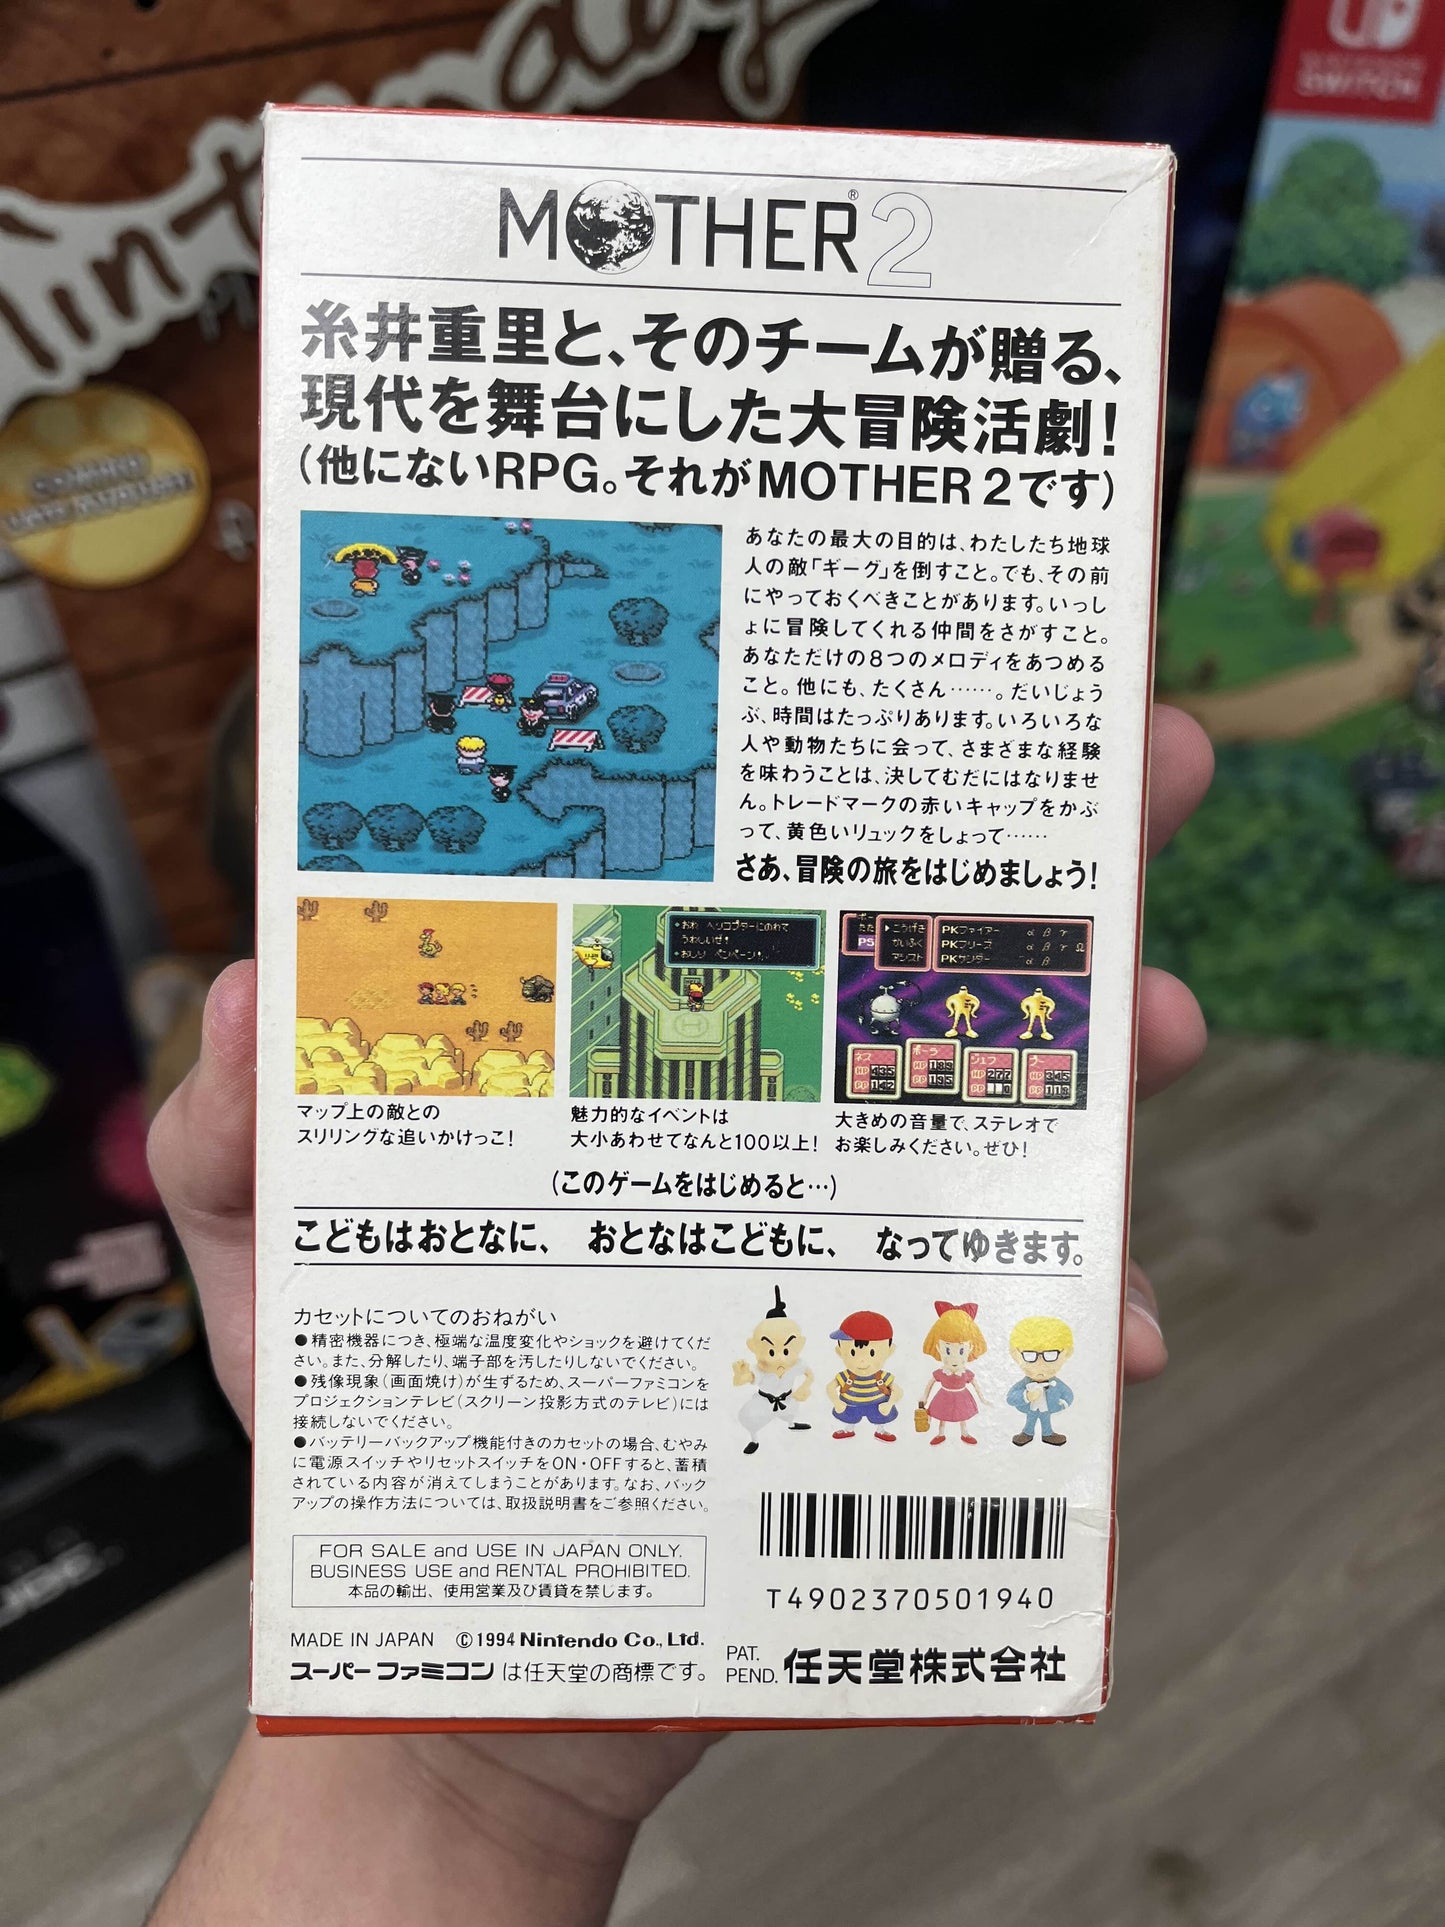 MOTHER® 2
糸井重里と、そのチームが贈る、
現代を舞台にした大冒険活劇!
(他にないRPG。それがMOTHER 2です)
あなたの最大の目的は、わたしたち地球
人の敵「ギーグ」を倒すこと。でも、その前
にやっておくべきことがあります。いっし
ょに冒険してくれる仲間をさがすこと。
あなただけの8つのメロディをあつめる
こと。他にも、たくさん……。だいじょう
ぶ、時間はたっぷりあります。いろいろな
人や動物たちに会って、さまざまな経験
を味わうことは、決してむだにはなりませ
ん。トレードマークの赤いキャップをかぶ
って、黄色いリュックをしょって……
さあ、冒険の旅をはじめましょう!
こうげき
かいふく
アシスト
PKファイアー α β γ
PKフリーズ α β γ Ω
PKサンダー α β
ネス
HP 435
PP 142
ポーラ
ジェフ
HP 277
PP 0
プー
マップ上の敵との
スリリングな追いかけっこ!
魅力的なイベントは
大小あわせてなんと100以上!
大きめの音量で、ステレオで
お楽しみください。ぜひ!
(このゲームをはじめると…)
こどもはおとなに、 おとなはこどもに、 なってゆきます。
カセットについてのおねがい
●精密機器につき、極端な温度変化やショックを避けてくだ
さい。また、分解したり、端子部を汚したりしないでください。
●残像現象(画面焼け)が生ずるため、スーパーファミコンを
プロジェクションテレビ(スクリーン投影方式のテレビ)には
接続しないでください。
●バッテリーバックアップ機能付きのカセットの場合、むやみ
に電源スイッチやリセットスイッチをON・OFFすると、蓄積
されている内容が消えてしまうことがあります。なお、バック
アップの操作方法については、取扱説明書をご参照ください。
FOR SALE and USE IN JAPAN ONLY.
BUSINESS USE and RENTAL PROHIBITED.
本品の輸出、使用営業及び賃貸を禁じます。
T4902370501940
MADE IN JAPAN ©1994 Nintendo Co., Ltd.
スーパーファミコンは任天堂の商標です。
PAT.
PEND. 任天堂株式会社
SWITCH